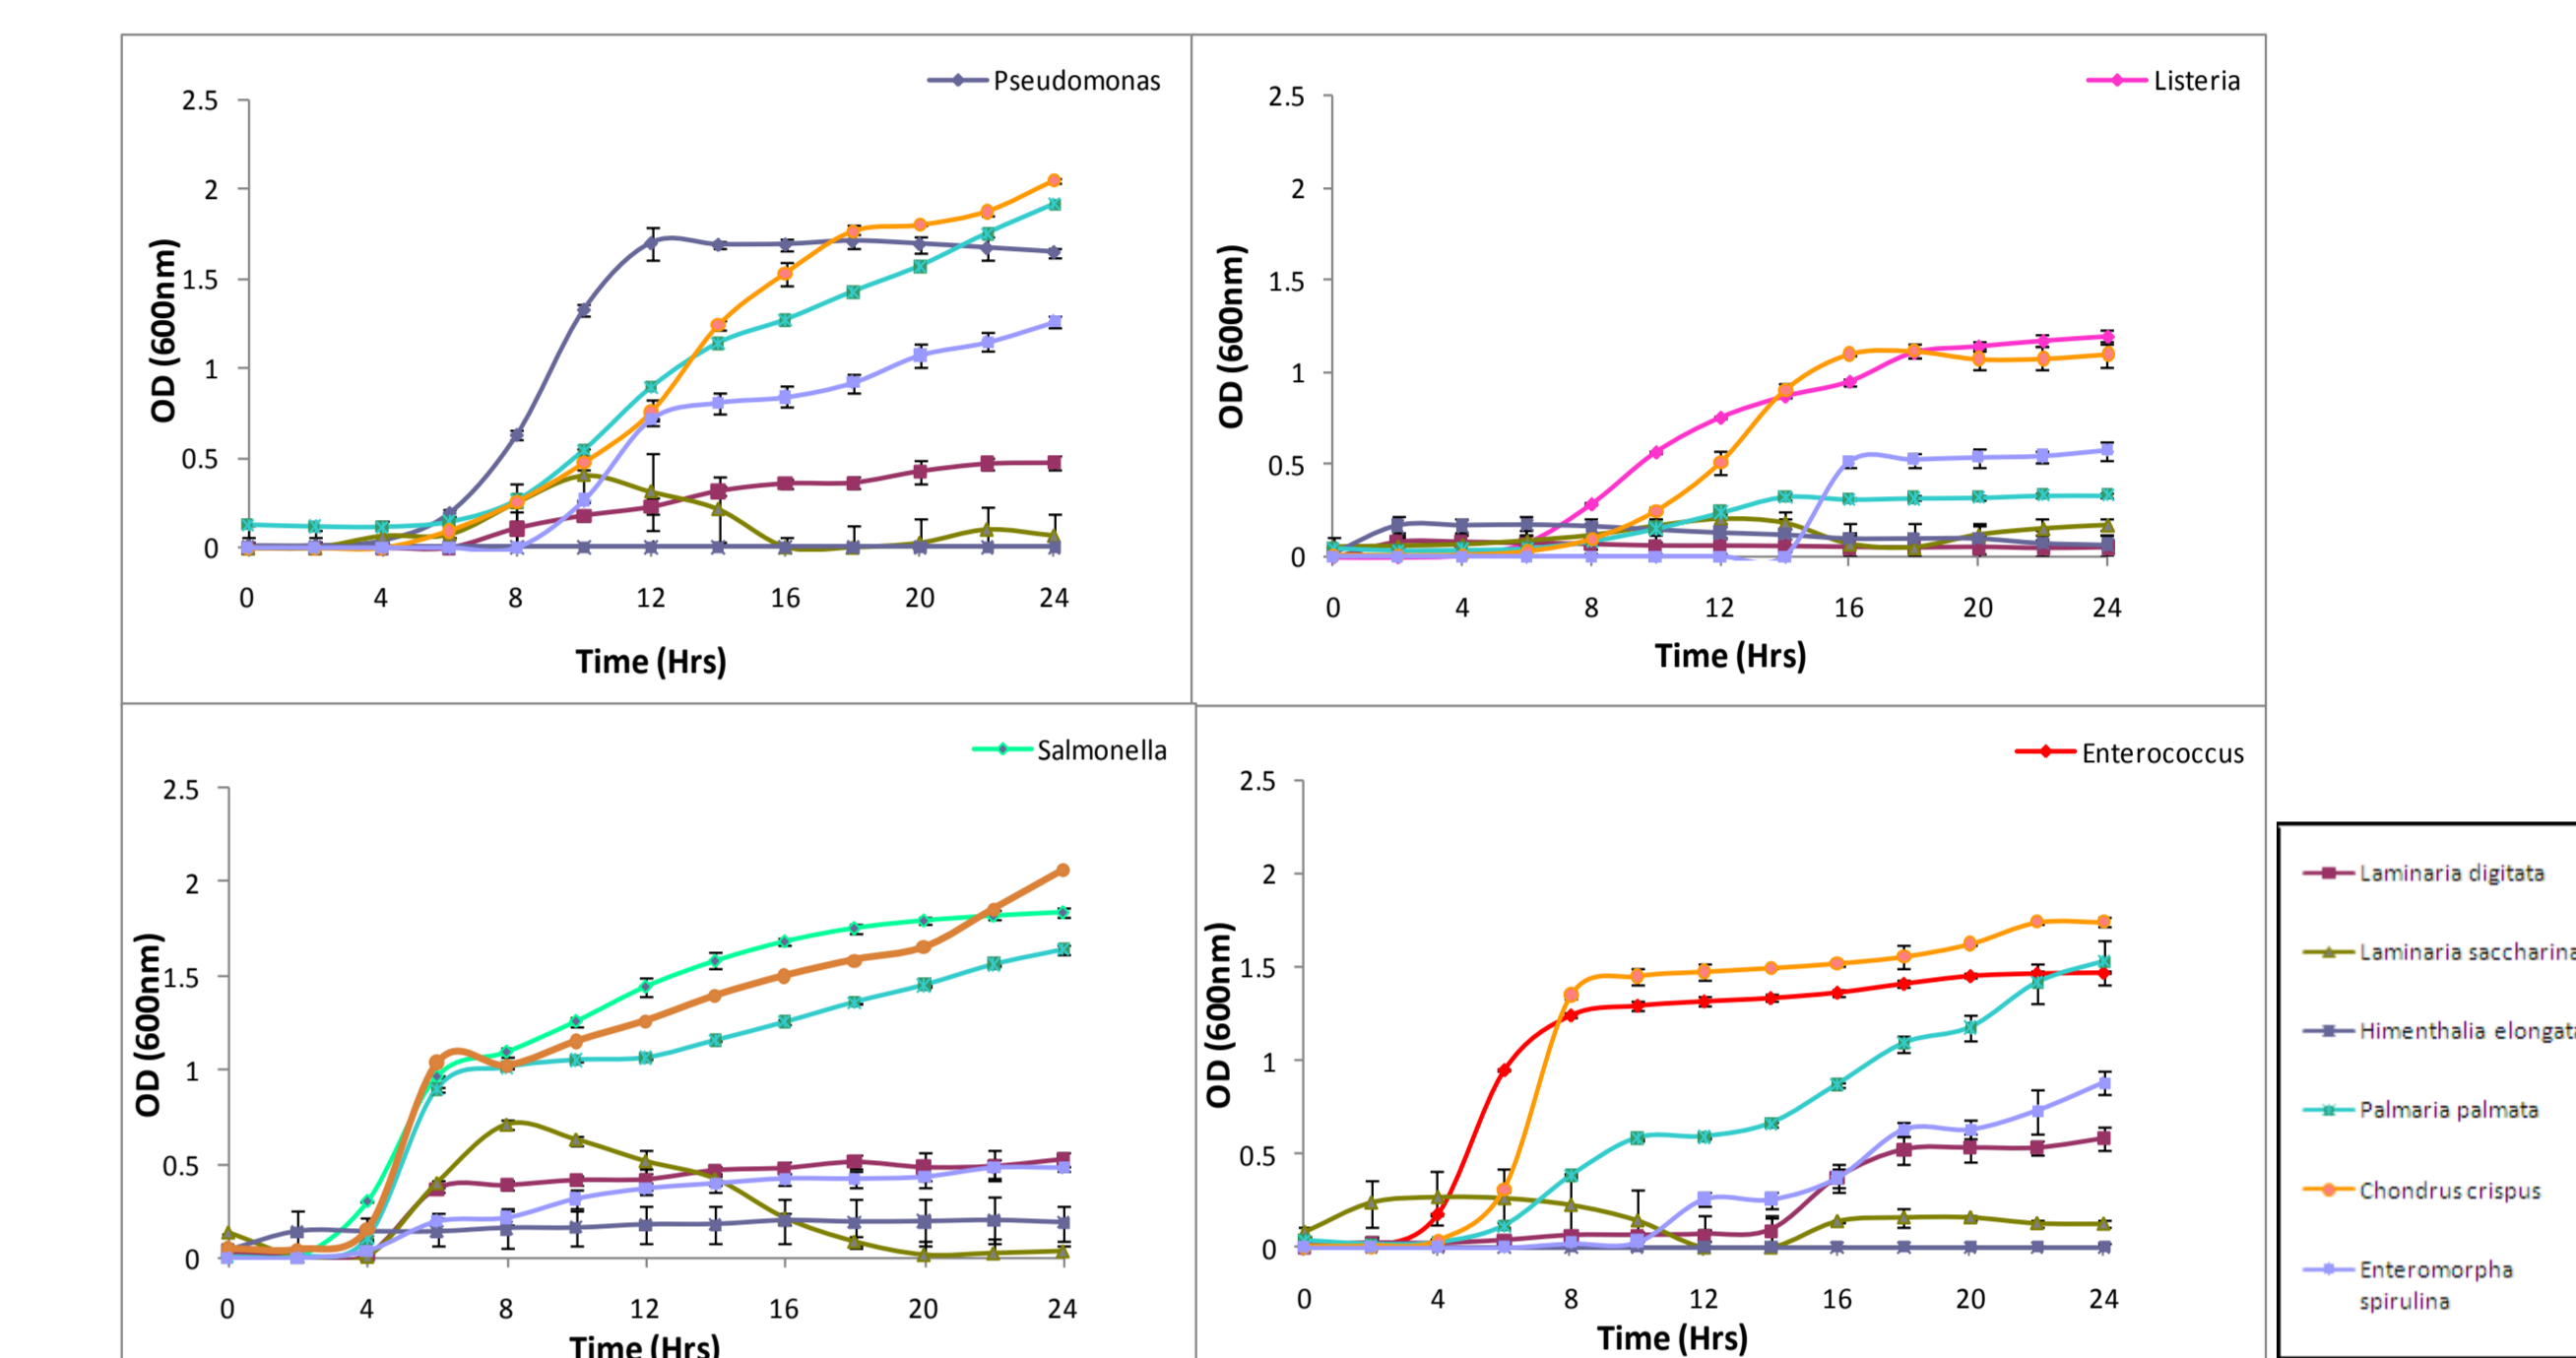 Pseudomonas
2.5
2
1.5
1
0.5
0
OD (600nm)
0 4 8 12 16 20 24
Time (Hrs)
Listeria
2.5
2
1.5
1
0.5
0
OD (600nm)
0 4 8 12 16 20 24
Time (Hrs)
Salmonella
2.5
2
1.5
1
0.5
0
OD (600nm)
0 4 8 12 16 20 24
Time (Hrs)
Enterococcus
2.5
2
1.5
1
0.5
0
OD (600nm)
0 4 8 12 16 20 24
Time (Hrs)
Laminaria digitata
Laminaria saccharina
Himenthalia elongata
Palmaria palmata
Chondrus crispus
Enteromorpha
spirulina